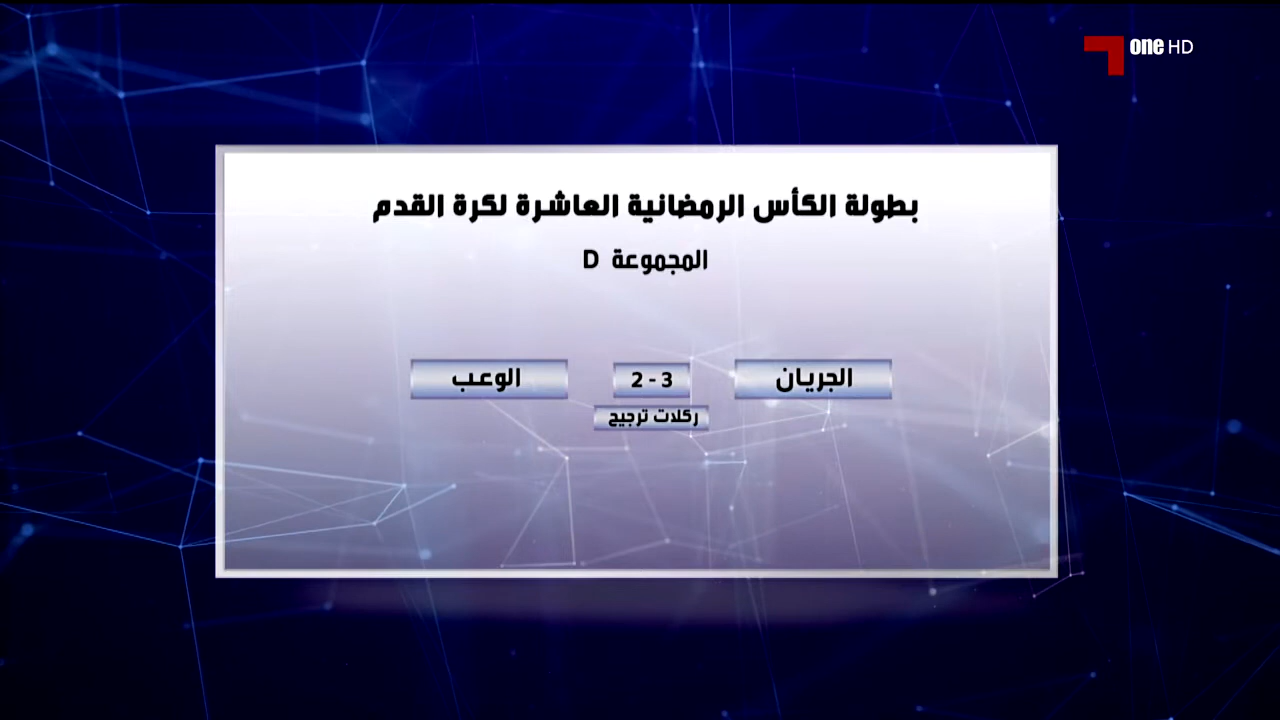 one HD
بطولة الكأس الرمضانية العاشرة لكرة القدم
المجموعة D
الجريان
2 - 3
الوعب
ركلات ترجيح